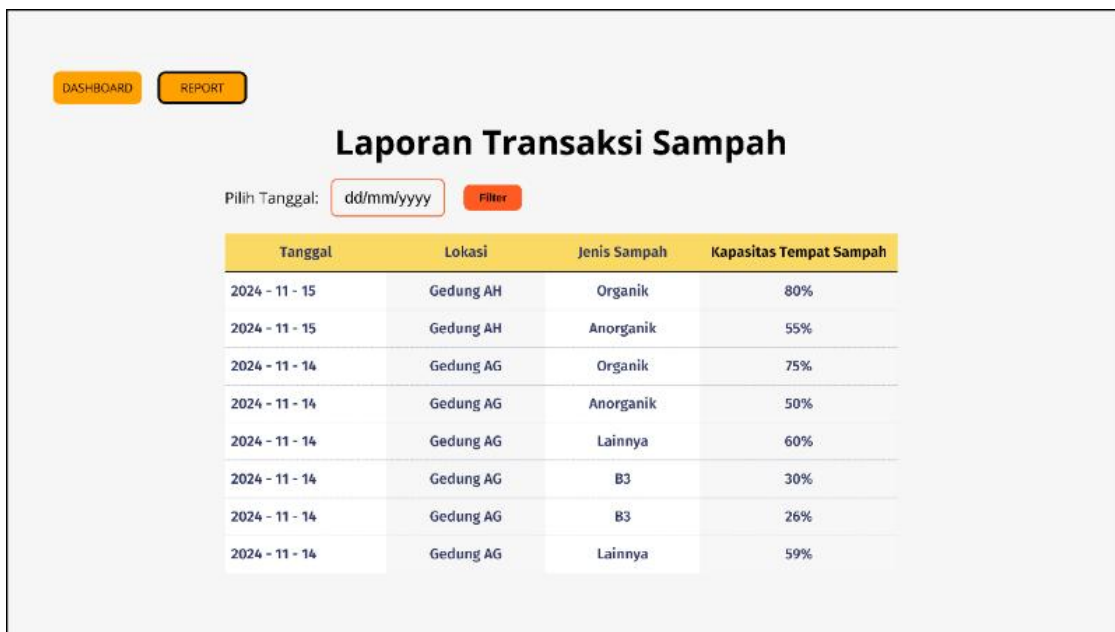 DASHBOARD REPORT
Laporan Transaksi Sampah
Pilih Tanggal: dd/mm/yyyy Filter
Tanggal Lokasi Jenis Sampah Kapasitas Tempat Sampah
2024 - 11 - 15 Gedung AH Organik 80%
2024 - 11 - 15 Gedung AH Anorganik 55%
2024 - 11 - 14 Gedung AG Organik 75%
2024 - 11 - 14 Gedung AG Anorganik 50%
2024 - 11 - 14 Gedung AG Lainnya 60%
2024 - 11 - 14 Gedung AG B3 30%
2024 - 11 - 14 Gedung AG B3 26%
2024 - 11 - 14 Gedung AG Lainnya 59%